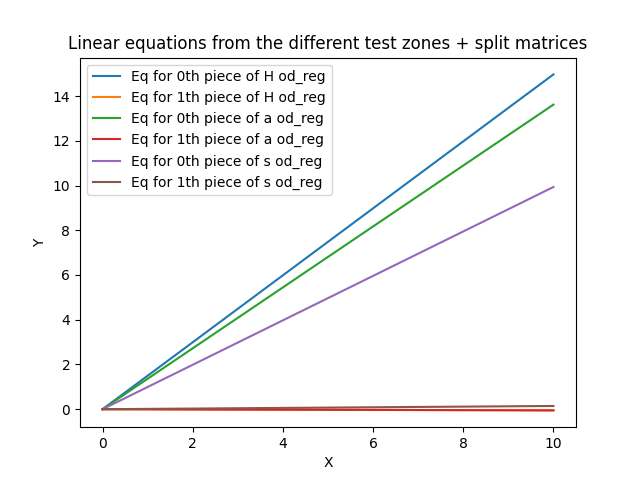 Linear equations from the different test zones + split matrices
Eq for 0th piece of H od_reg
Eq for 1th piece of H od_reg
Eq for 0th piece of a od_reg
Eq for 1th piece of a od_reg
Eq for 0th piece of s od_reg
Eq for 1th piece of s od_reg
14
12
10
8
6
4
2
0
Y
0 2 4 6 8 10
X